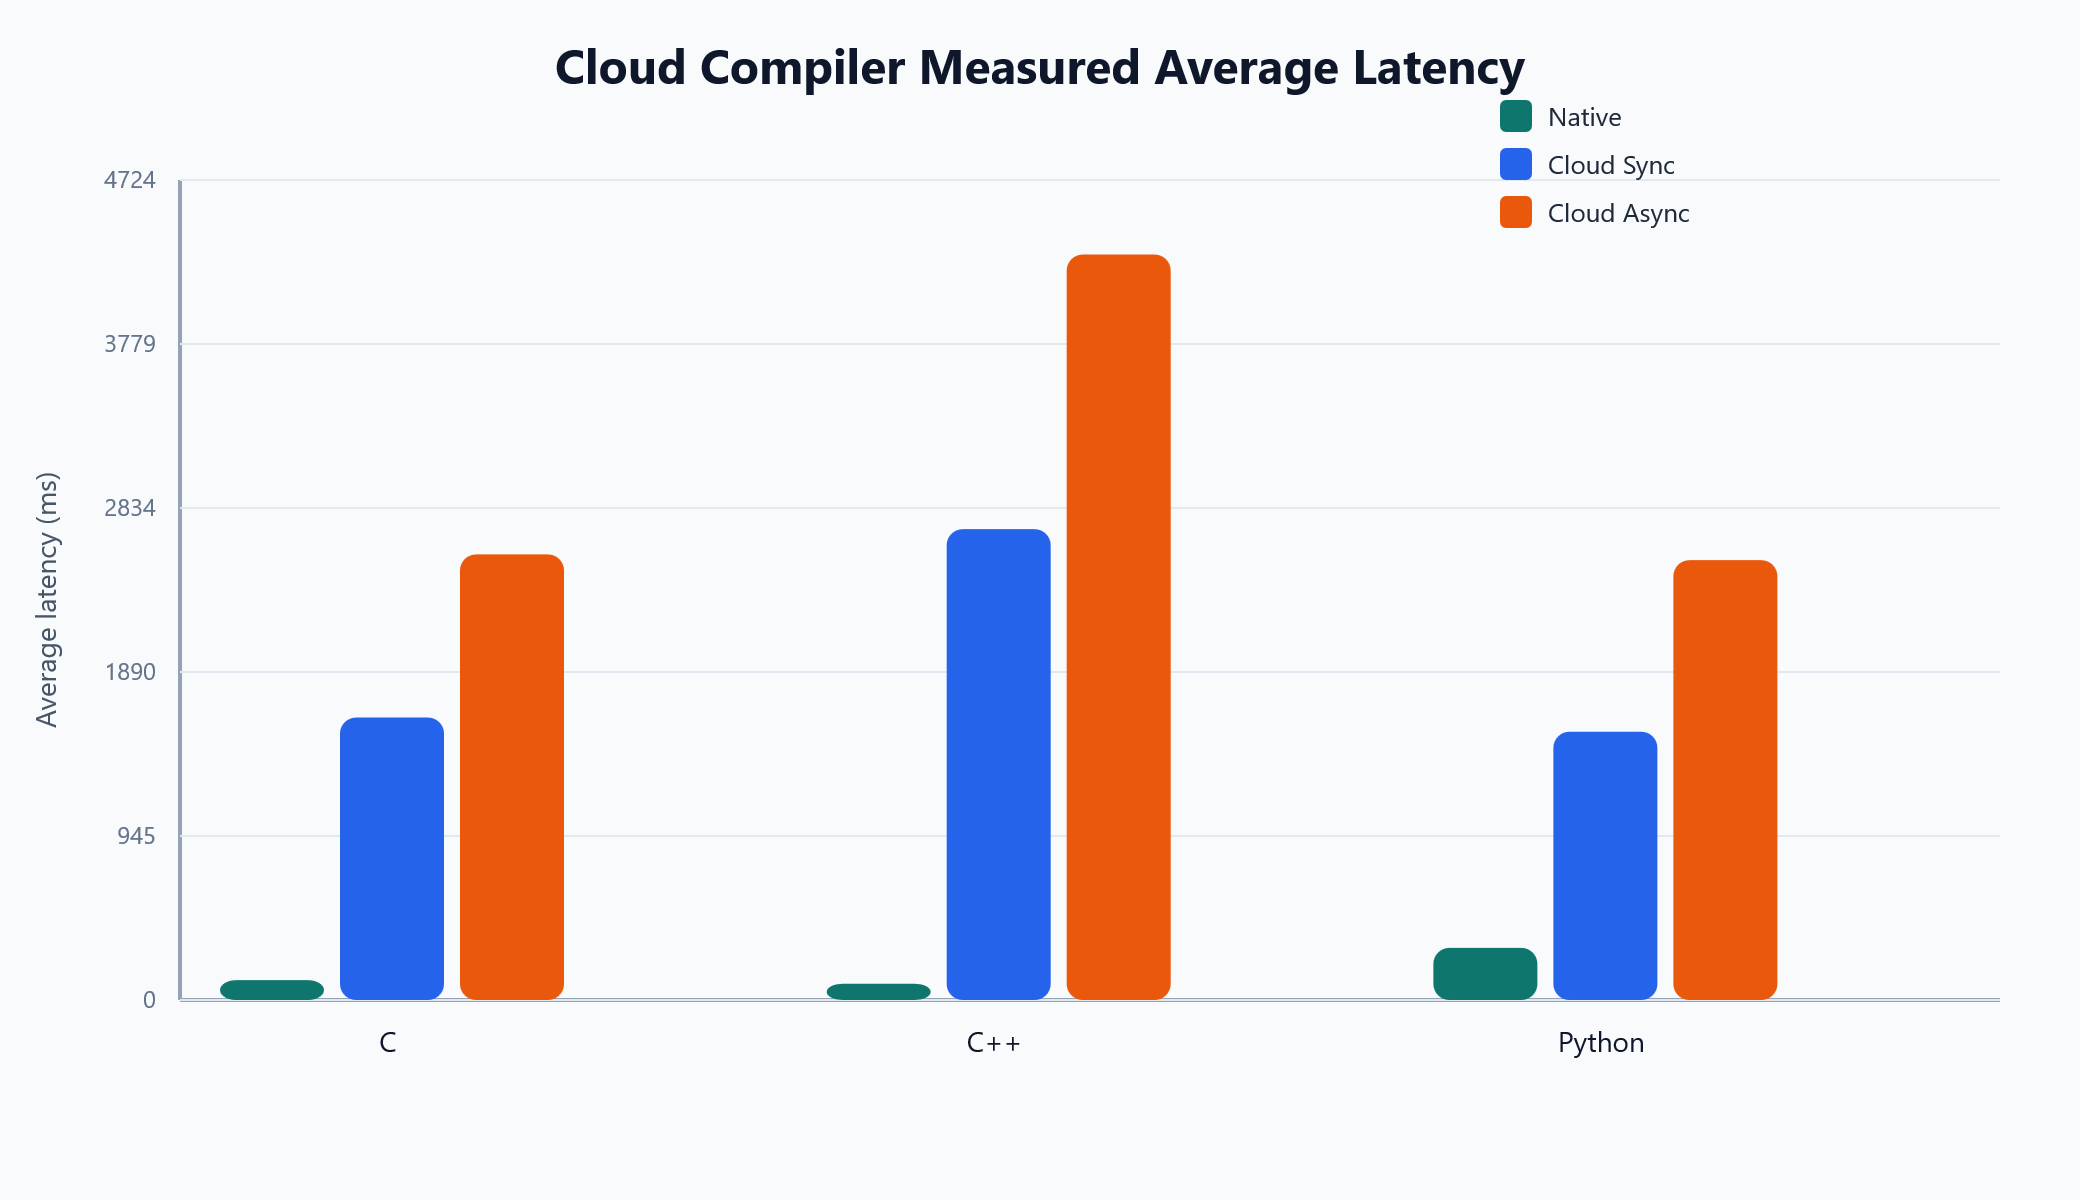 Cloud Compiler Measured Average Latency
Native
Cloud Sync
Cloud Async
4724
3779
2834
1890
945
0
Average latency (ms)
C
C++
Python